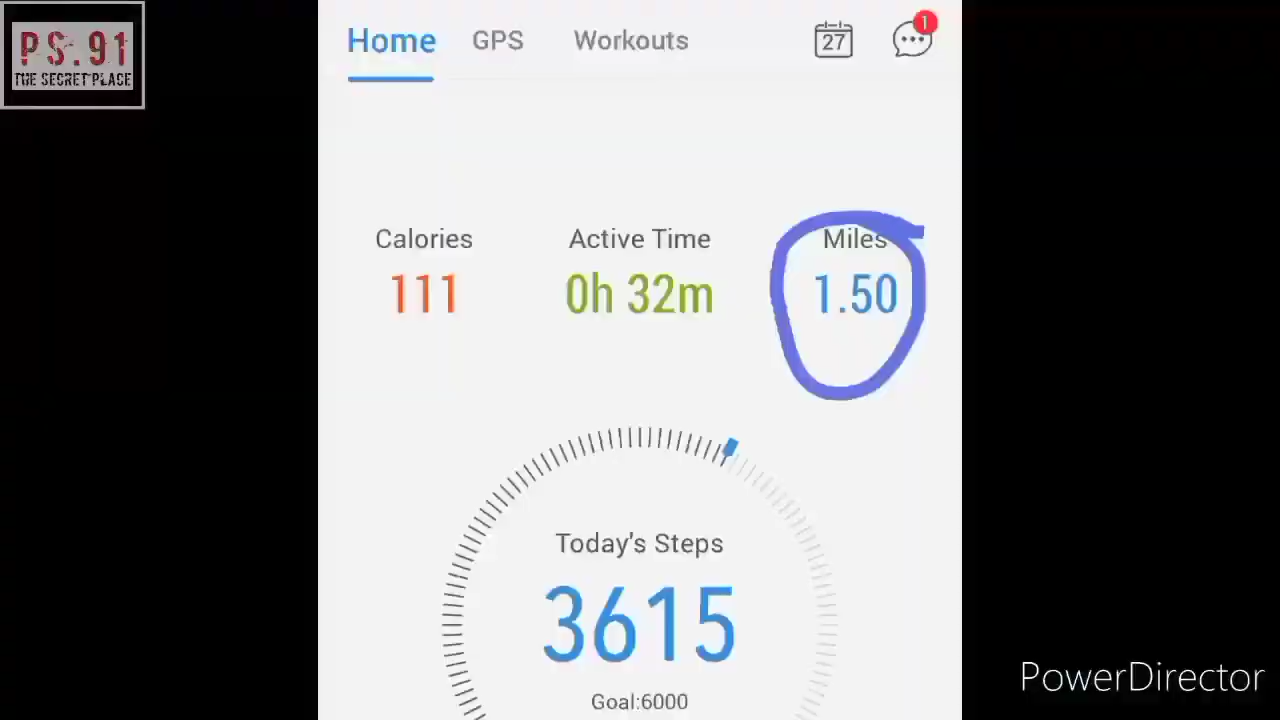 PS.91
THE SECRET PLACE
Home GPS Workouts 27 1
Calories Active Time Miles
111 0h 32m 1.50
Today's Steps
3615
Goal:6000
PowerDirector